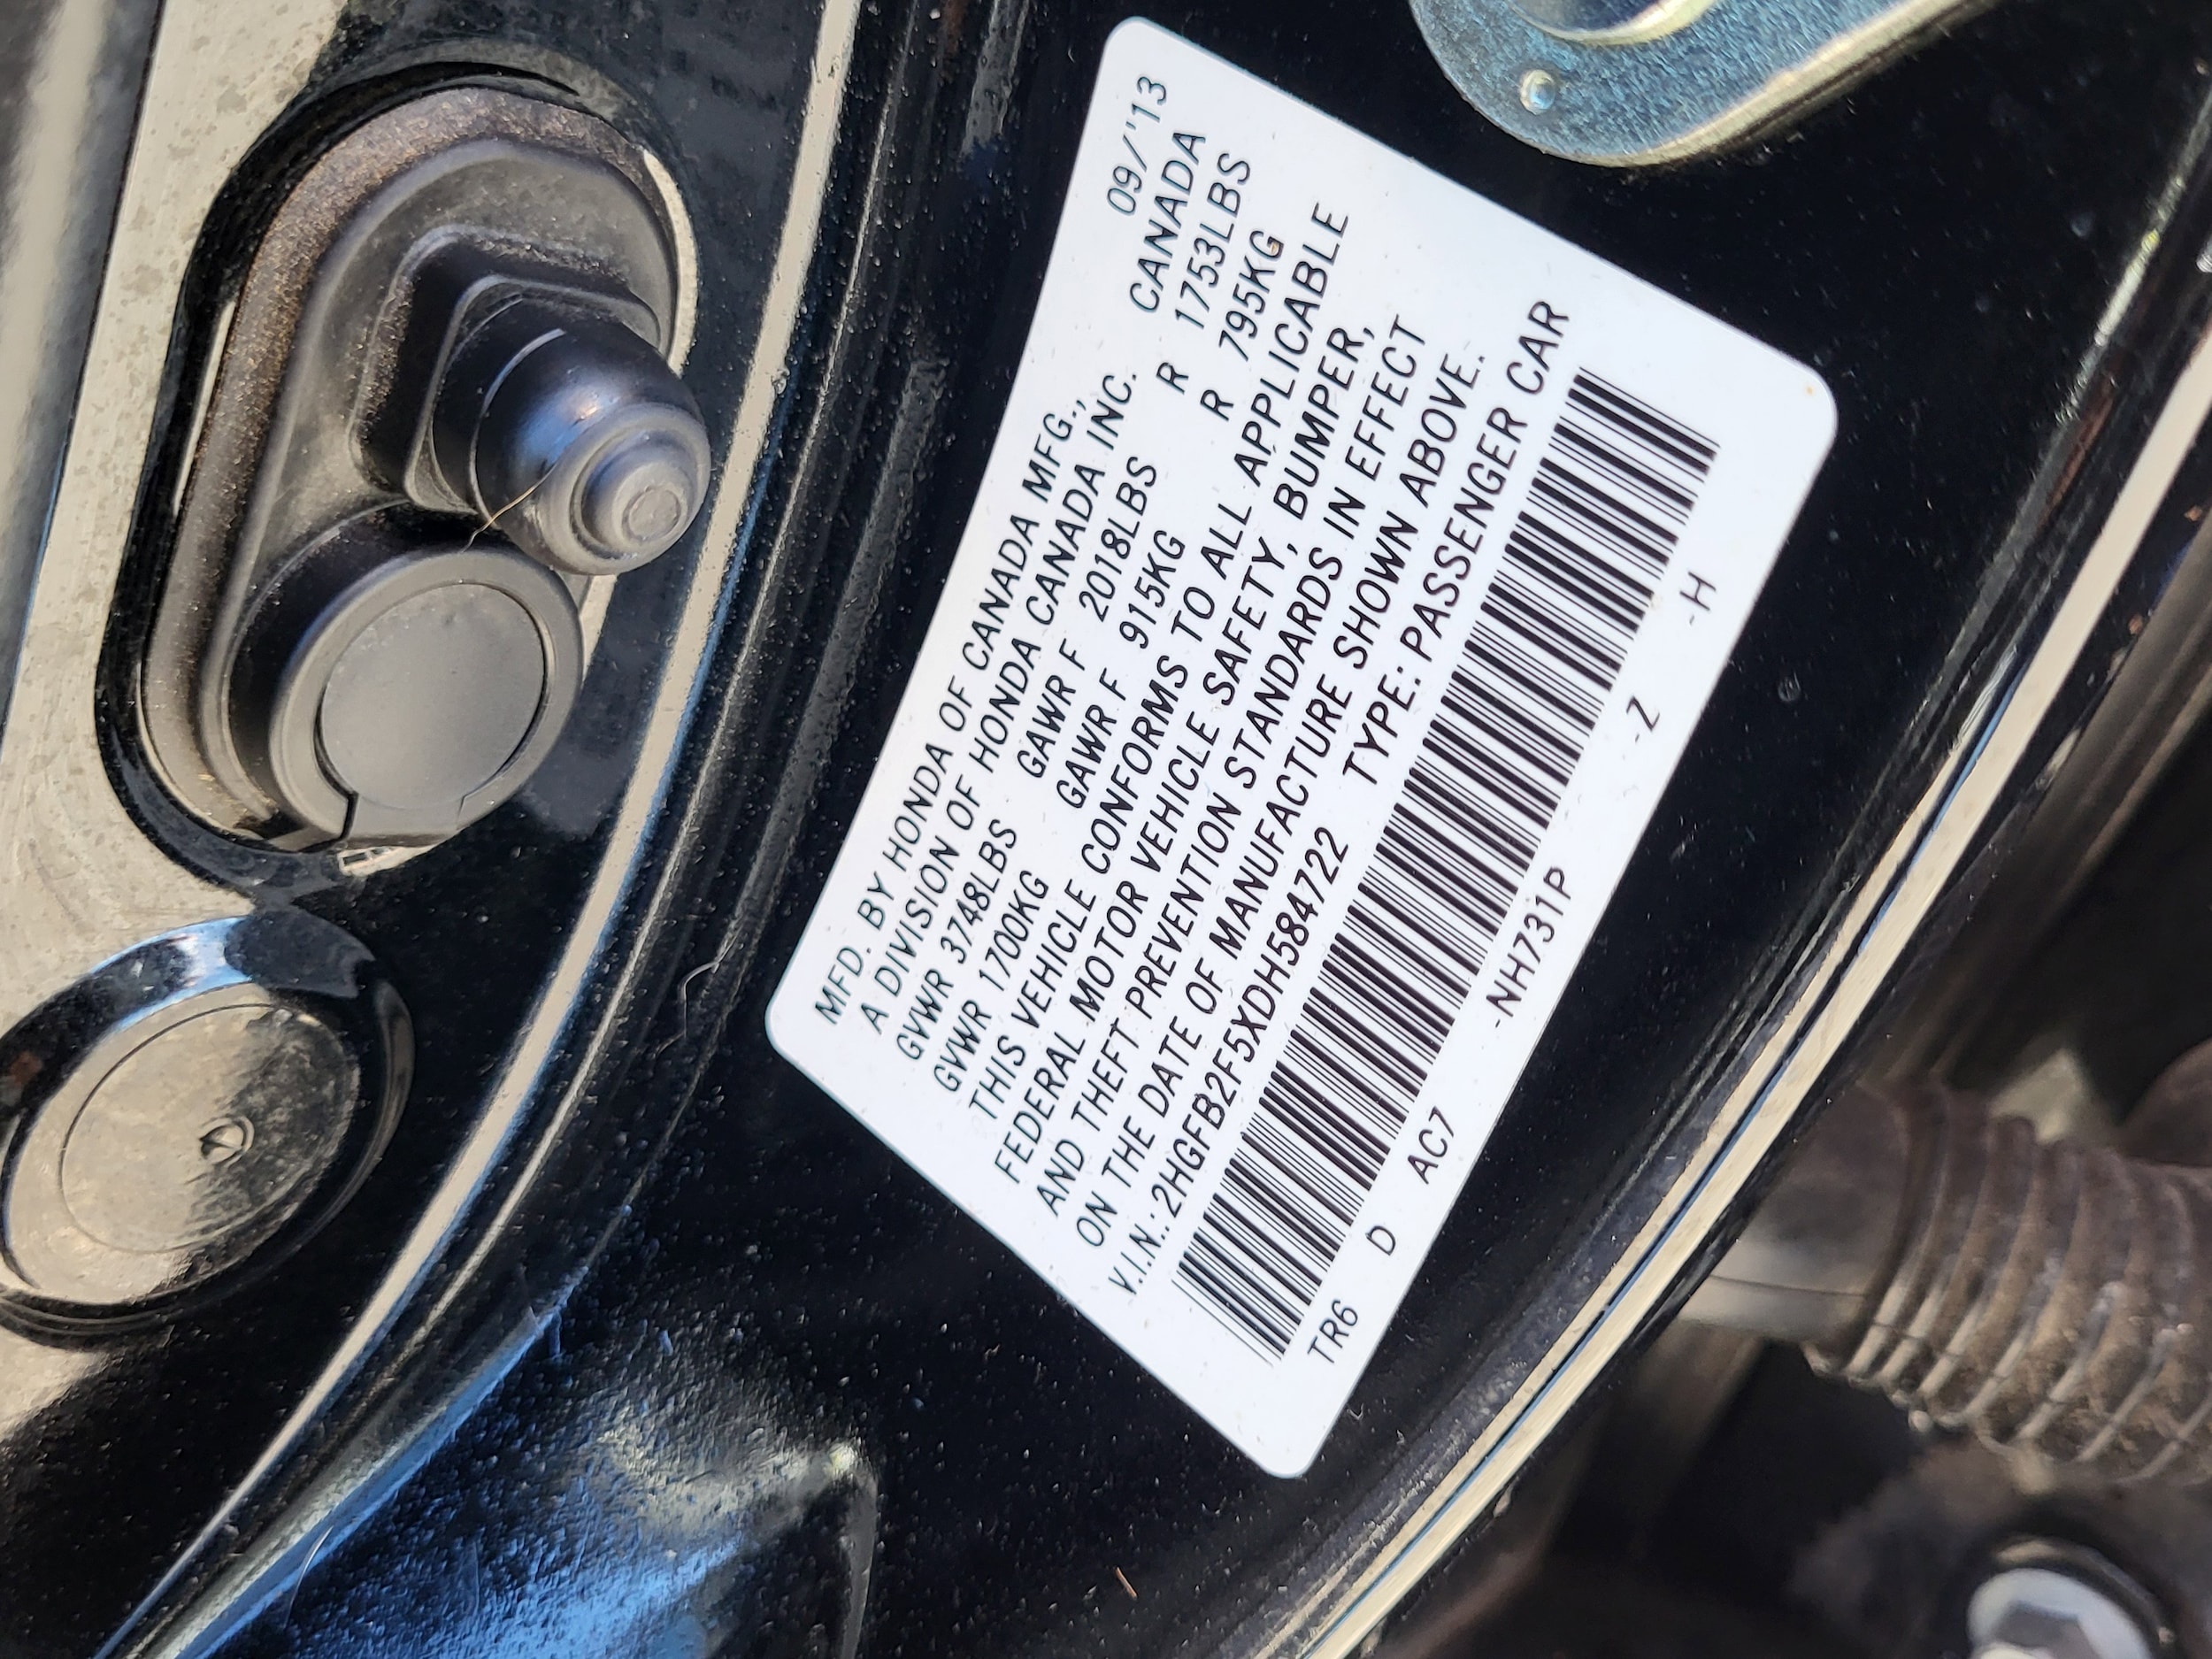 MFD. BY HONDA OF CANADA MFG., 09/'13
A DIVISION OF HONDA CANADA INC. CANADA
GVWR 3748LBS GAWR F 2018LBS R 1753LBS
GVWR 1700KG GAWR F 915KG R 795KG
THIS VEHICLE CONFORMS TO ALL APPLICABLE
FEDERAL MOTOR VEHICLE SAFETY, BUMPER,
AND THEFT PREVENTION STANDARDS IN EFFECT
ON THE DATE OF MANUFACTURE SHOWN ABOVE.
V.I.N.:2HGFB2F5XDH584722 TYPE: PASSENGER CAR
TR6 D AC7 -NH731P -Z -H